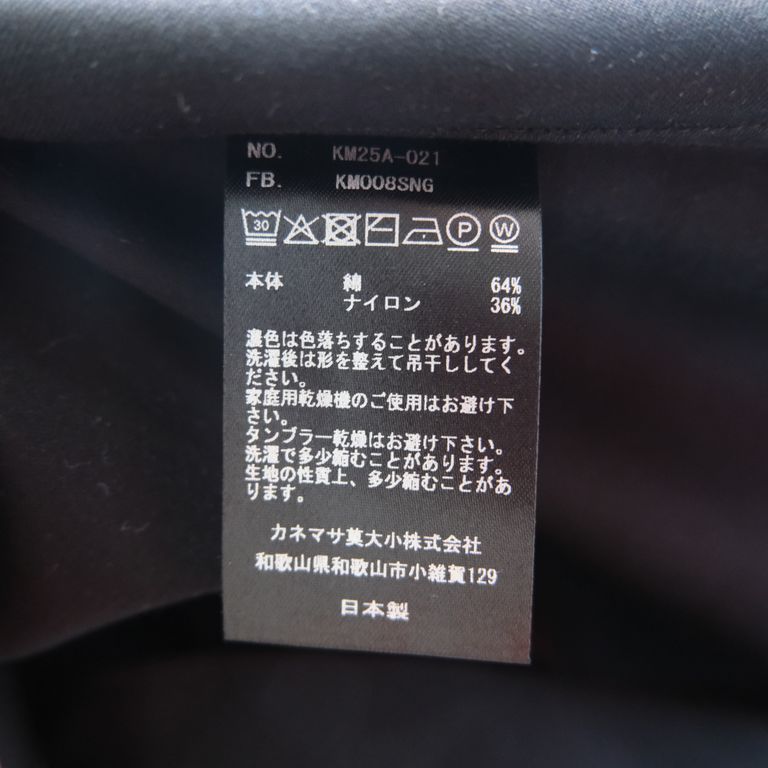 NO. KM25A-021
FB. KM008SNG
30 P W
本体 綿 64%
ナイロン 36%
濃色は色落ちすることがあります。
洗濯後は形を整えて吊干ししてく
ださい。
家庭用乾燥機のご使用はお避け下
さい。
タンブラー乾燥はお避け下さい。
洗濯で多少縮むことがあります。
生地の性質上、多少縮むことがあ
ります。
カネマサ莫大小株式会社
和歌山県和歌山市小雑賀129
日本製